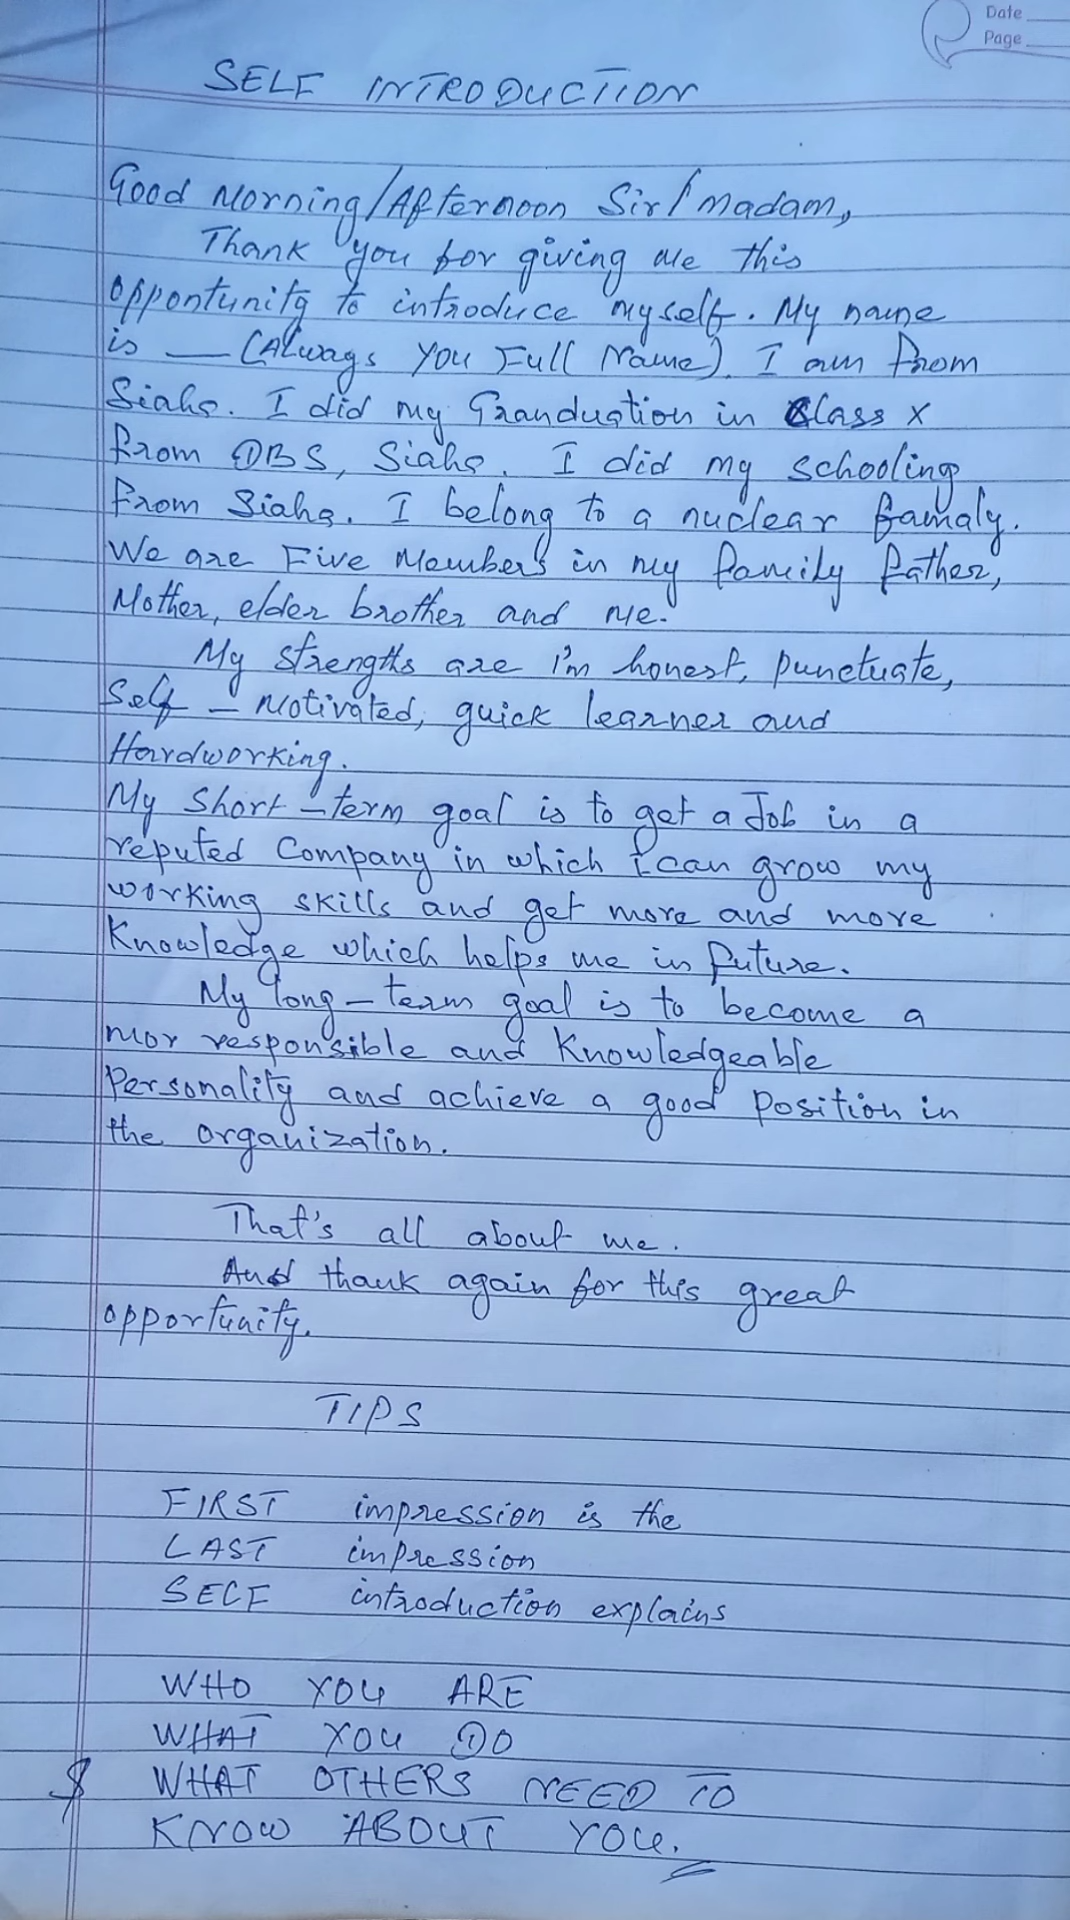 Date
Page
SELF INTRODUCTION
Good Morning/Afternoon Sir/madam,
Thank you for giving me this
oppontunity to introduce myself. My name
is — (Always You Full Name). I am from
Siaha. I did my Granduation in Class X
from DBS, Siaha. I did my schooling
from Siaha. I belong to a nuclear famaly.
We are Five Members in my family father,
Mother, elder brother and Me.
My strengths are i'm honest, punctuate,
Self - motivated, quick learner and
Hardworking.
My short-term goal is to get a Job in a
reputed Company in which i can grow my
working skills and get more and more
Knowledge which helps me in future.
My long-term goal is to become a
mor responsible and Knowledgeable
Personality and achieve a good position in
the organization.
That's all about me.
And thank again for this great
opportunity.
TIPS
FIRST impression is the
LAST impression
SELF introduction explains
WHO YOU ARE
WHAT YOU DO
& WHAT OTHERS NEED TO
KNOW ABOUT YOU.